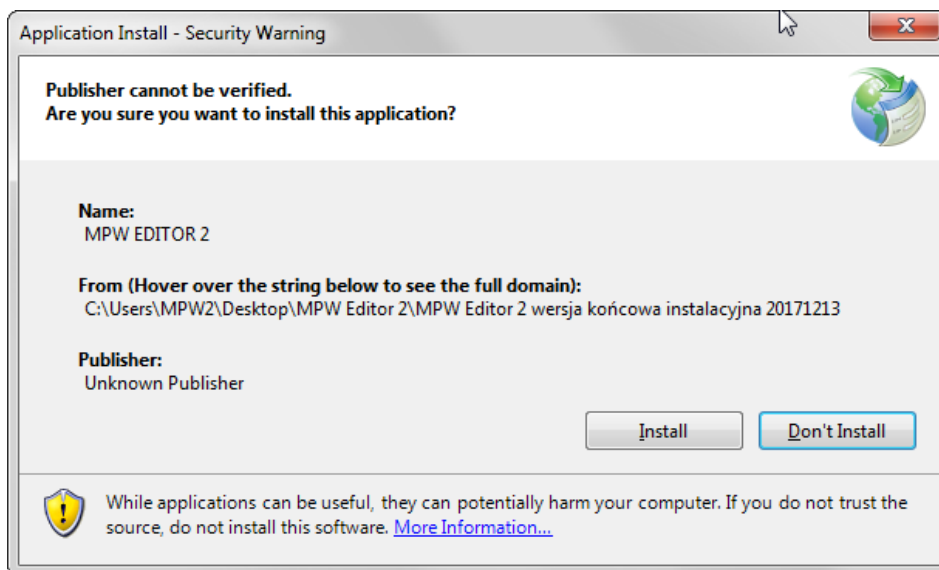 Application Install - Security Warning
Publisher cannot be verified.
Are you sure you want to install this application?
Name:
MPW EDITOR 2
From (Hover over the string below to see the full domain):
C:\Users\MPW2\Desktop\MPW Editor 2\MPW Editor 2 wersja końcowa instalacyjna 20171213
Publisher:
Unknown Publisher
Install
Don't Install
While applications can be useful, they can potentially harm your computer. If you do not trust the
source, do not install this software. More Information...